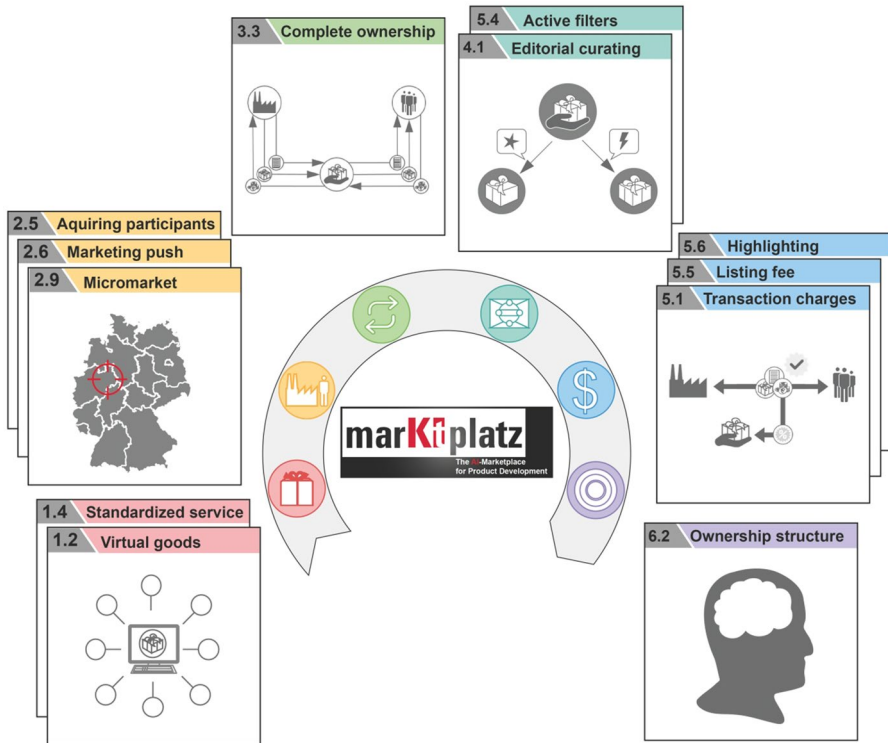 3.3 Complete ownership
5.4 Active filters
4.1 Editorial curating
2.5 Aquiring participants
2.6 Marketing push
2.9 Micromarket
5.6 Highlighting
5.5 Listing fee
5.1 Transaction charges
$
marKtplatz
The AI-Marketplace
for Product Development
1.4 Standardized service
1.2 Virtual goods
6.2 Ownership structure
%